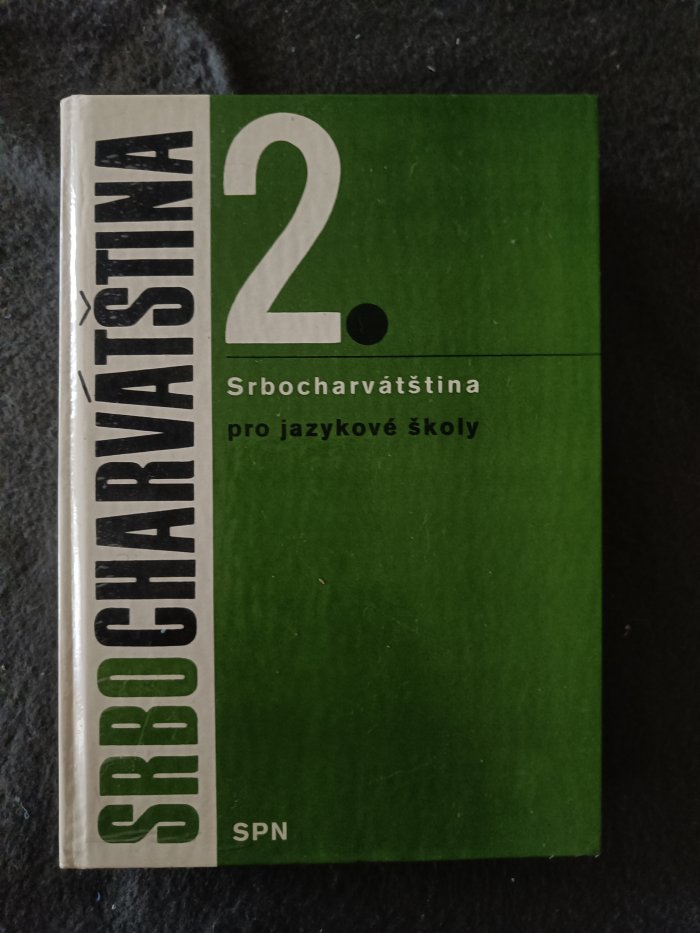 SRBOCHARVÁTŠTINA
2.
Srbocharvátština
pro jazykové školy
SPN